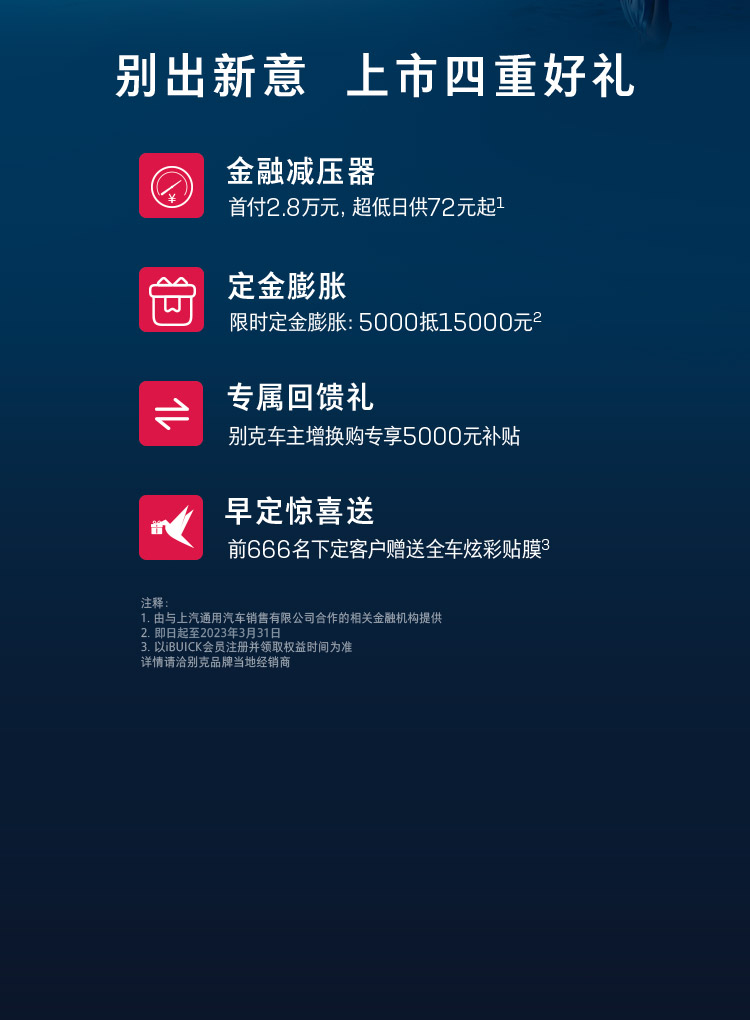 别出新意 上市四重好礼
¥
金融减压器
首付2.8万元, 超低日供72元起1
定金膨胀
限时定金膨胀: 5000抵15000元2
专属回馈礼
别克车主增换购专享5000元补贴
早定惊喜送
前666名下定客户赠送全车炫彩贴膜3
注释:
1. 由与上汽通用汽车销售有限公司合作的相关金融机构提供
2. 即日起至2023年3月31日
3. 以iBUICK会员注册并领取权益时间为准
详情请洽别克品牌当地经销商